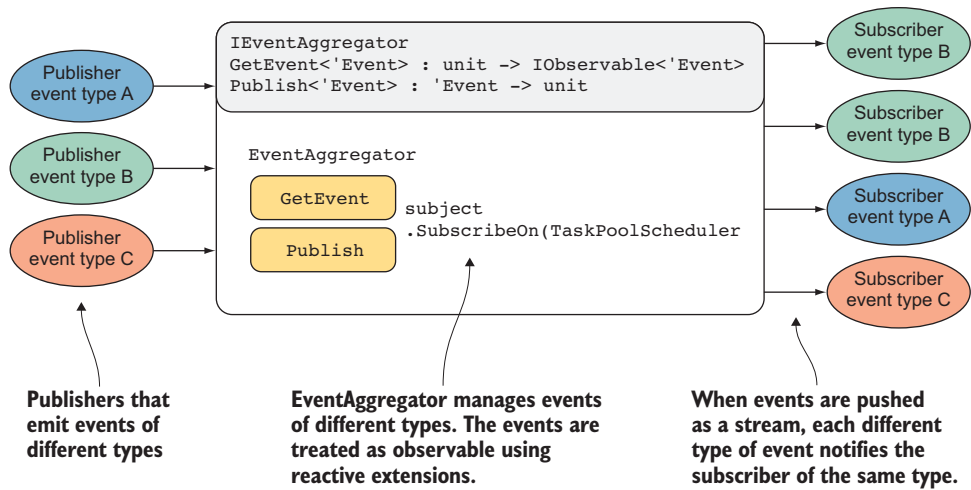 Publisher
event type A
Publisher
event type B
Publisher
event type C
IEventAggregator
GetEvent<'Event> : unit -> IObservable<'Event>
Publish<'Event> : 'Event -> unit
EventAggregator
GetEvent
Publish
subject
.SubscribeOn(TaskPoolScheduler
Subscriber
event type B
Subscriber
event type B
Subscriber
event type A
Subscriber
event type C
Publishers that
emit events of
different types
EventAggregator manages events
of different types. The events are
treated as observable using
reactive extensions.
When events are pushed
as a stream, each different
type of event notifies the
subscriber of the same type.